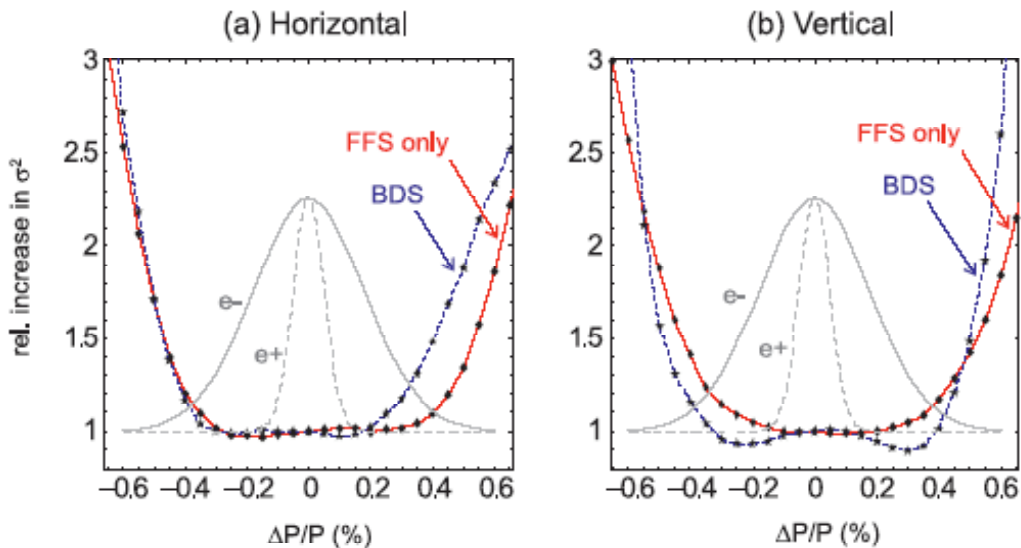 (a) Horizontal
(b) Vertical
rel. increase in σ²
3
2.5
2
1.5
1
FFS only
BDS
e-
e+
−0.6 −0.4 −0.2 0 0.2 0.4 0.6
ΔP/P (%)
3
2.5
2
1.5
1
FFS only
BDS
e-
e+
−0.6 −0.4 −0.2 0 0.2 0.4 0.6
ΔP/P (%)